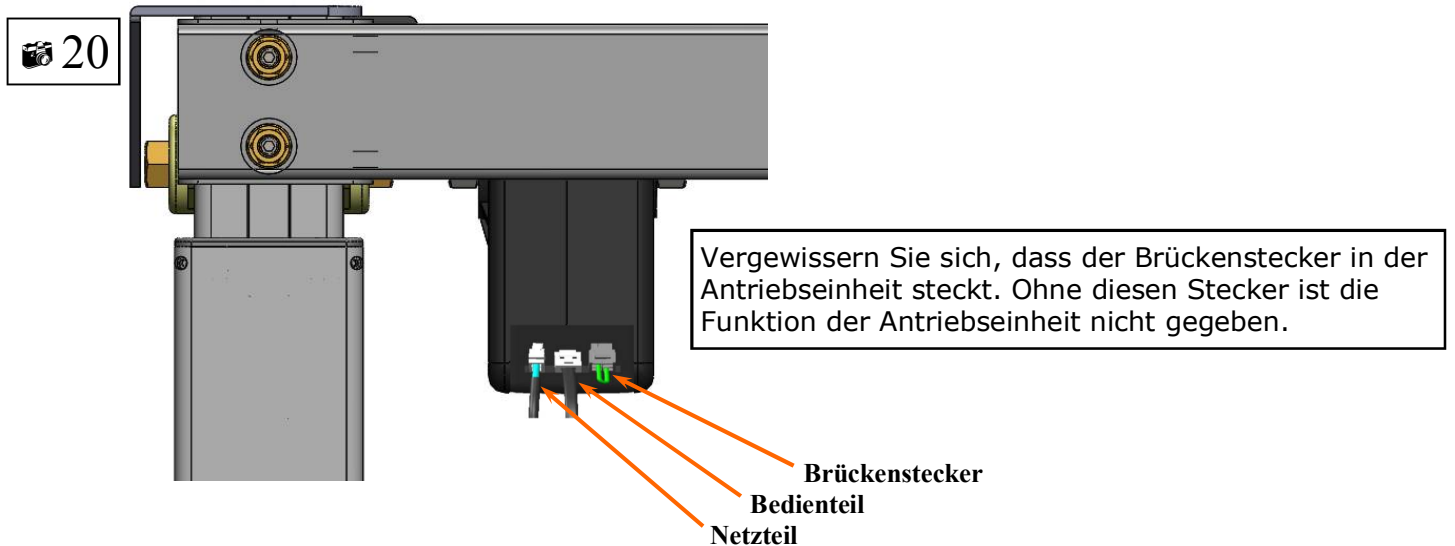 📷 20
Vergewissern Sie sich, dass der Brückenstecker in der
Antriebseinheit steckt. Ohne diesen Stecker ist die
Funktion der Antriebseinheit nicht gegeben.
Brückenstecker
Bedienteil
Netzteil